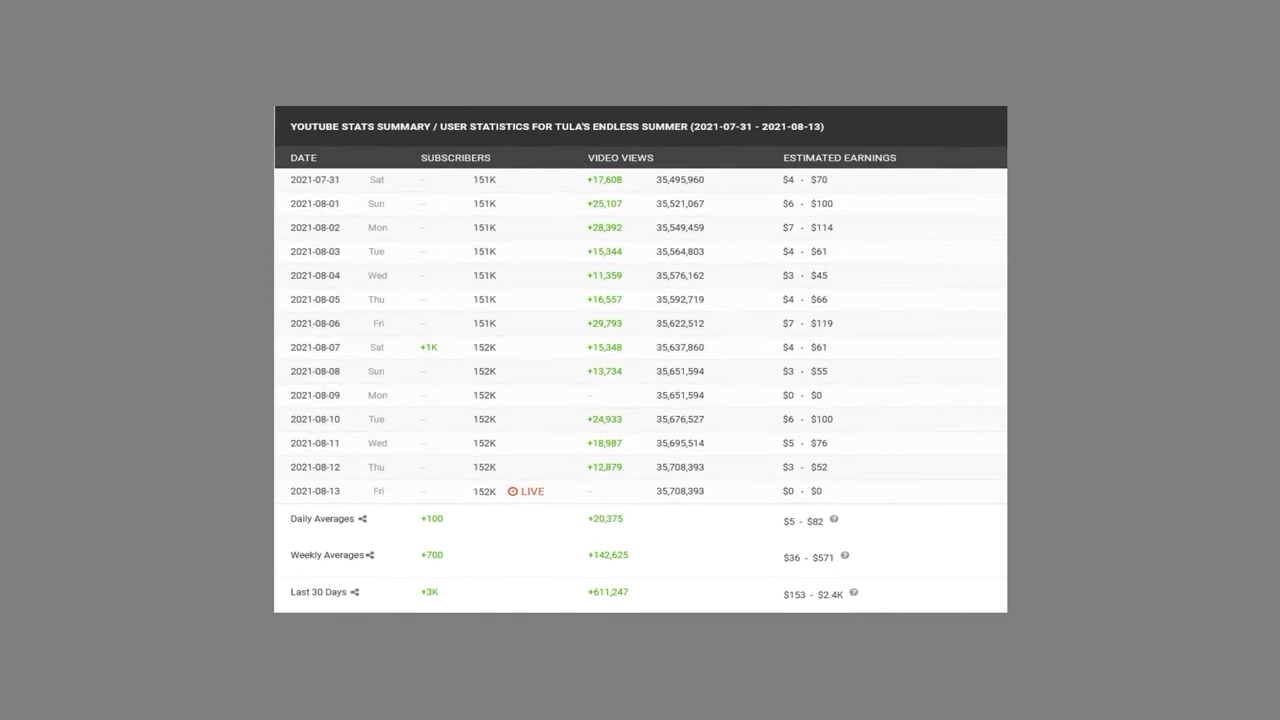 YOUTUBE STATS SUMMARY / USER STATISTICS FOR TULA'S ENDLESS SUMMER (2021-07-31 - 2021-08-13)
DATE SUBSCRIBERS VIDEO VIEWS ESTIMATED EARNINGS
2021-07-31 Sat -- 151K +17,608 35,495,960 $4 - $70
2021-08-01 Sun -- 151K +25,107 35,521,067 $6 - $100
2021-08-02 Mon -- 151K +28,392 35,549,459 $7 - $114
2021-08-03 Tue -- 151K +15,344 35,564,803 $4 - $61
2021-08-04 Wed -- 151K +11,359 35,576,162 $3 - $45
2021-08-05 Thu -- 151K +16,557 35,592,719 $4 - $66
2021-08-06 Fri -- 151K +29,793 35,622,512 $7 - $119
2021-08-07 Sat +1K 152K +15,348 35,637,860 $4 - $61
2021-08-08 Sun -- 152K +13,734 35,651,594 $3 - $55
2021-08-09 Mon -- 152K -- 35,651,594 $0 - $0
2021-08-10 Tue -- 152K +24,933 35,676,527 $6 - $100
2021-08-11 Wed -- 152K +18,987 35,695,514 $5 - $76
2021-08-12 Thu -- 152K +12,879 35,708,393 $3 - $52
2021-08-13 Fri -- 152K LIVE -- 35,708,393 $0 - $0
Daily Averages +100 +20,375 $5 - $82
Weekly Averages +700 +142,625 $36 - $571
Last 30 Days +3K +611,247 $153 - $2.4K